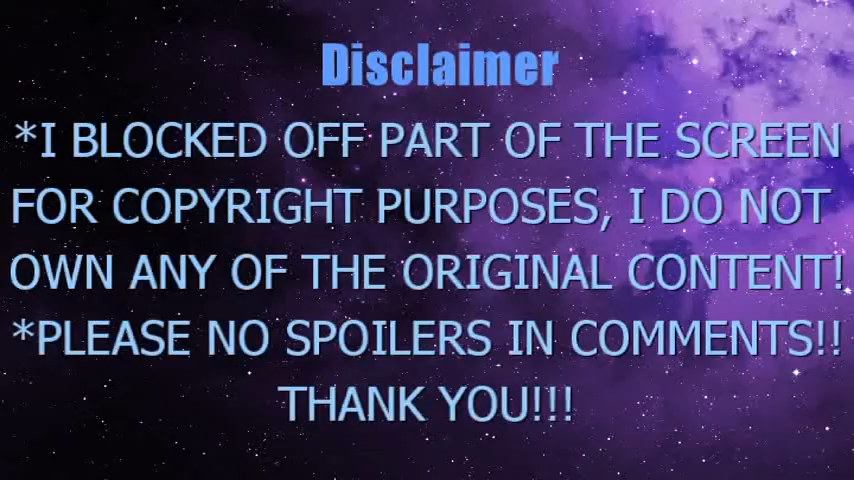 Disclaimer
*I BLOCKED OFF PART OF THE SCREEN
FOR COPYRIGHT PURPOSES, I DO NOT
OWN ANY OF THE ORIGINAL CONTENT!
*PLEASE NO SPOILERS IN COMMENTS!!
THANK YOU!!!